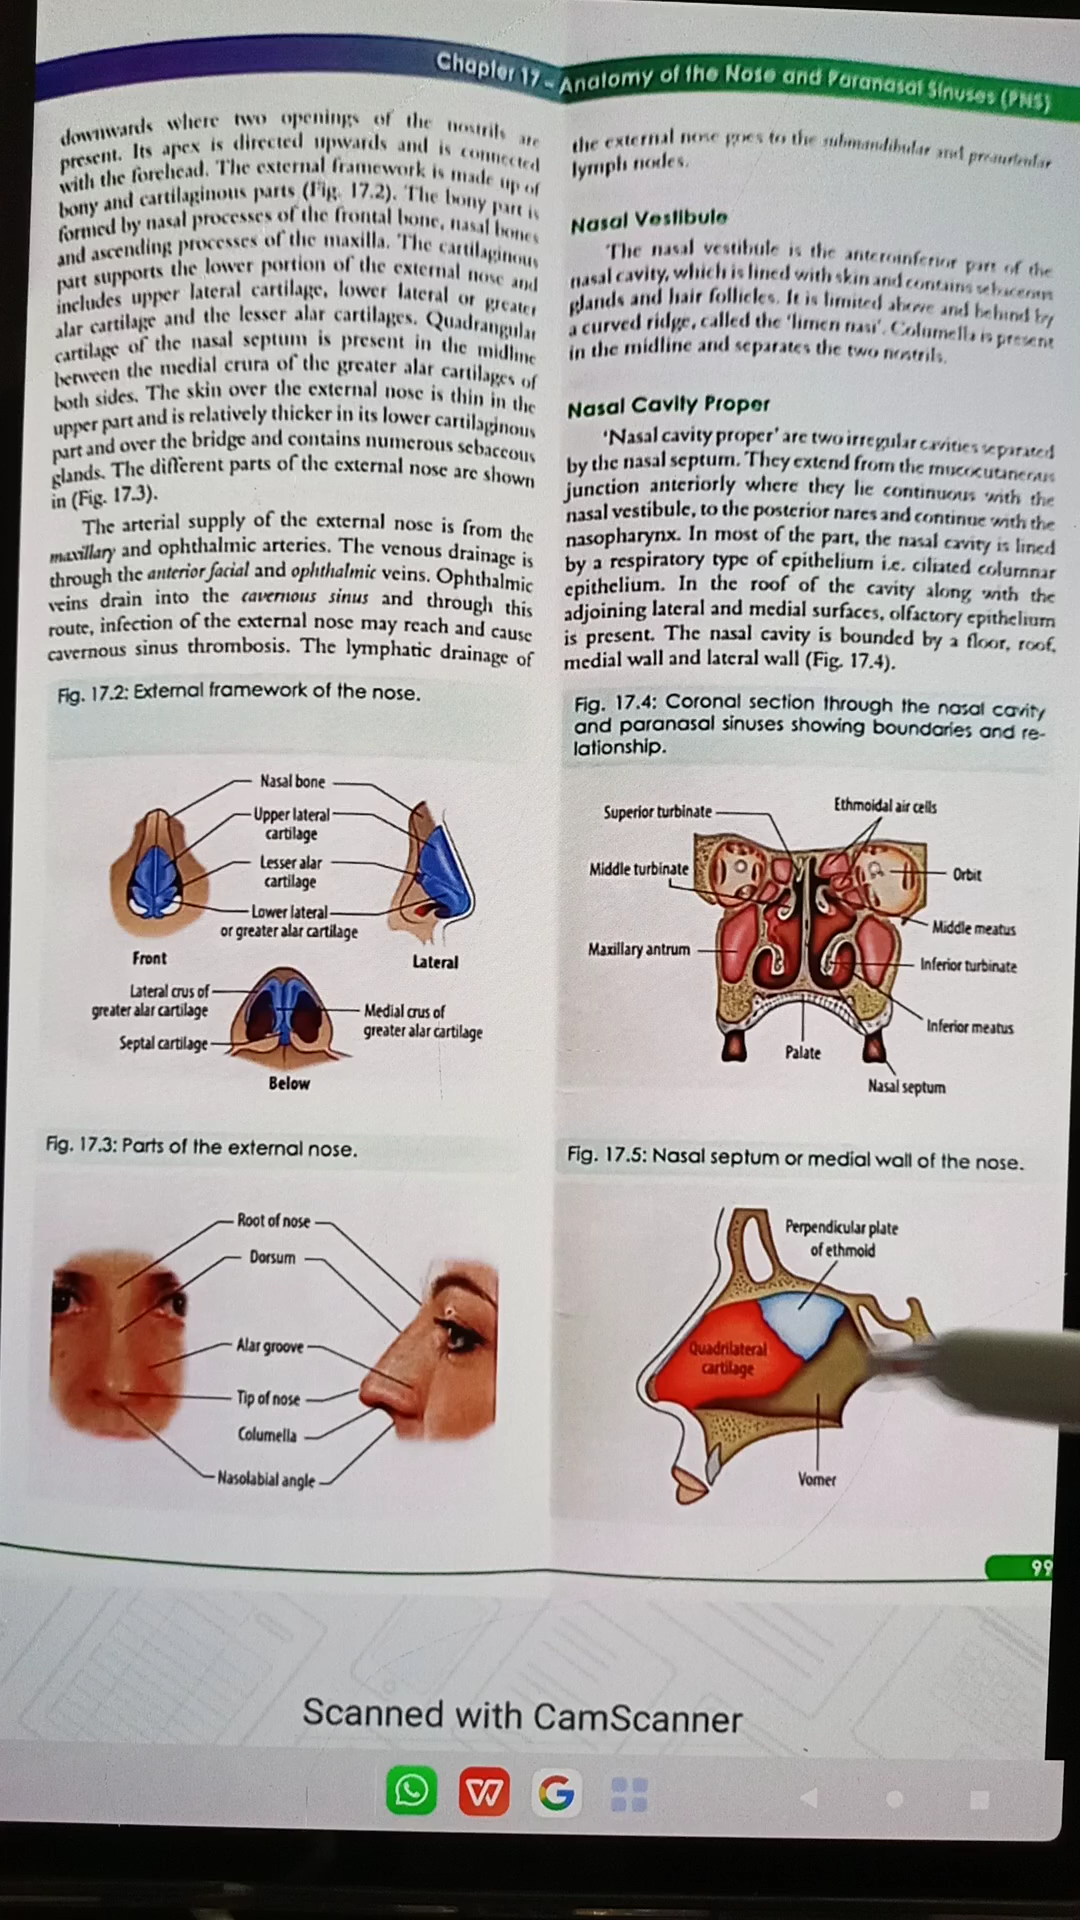 Chapter 17 – Anatomy of the Nose and Paranasal Sinuses (PNS)
downwards where two openings of the nostrils are
present. Its apex is directed upwards and is connected
with the forehead. The external framework is made up of
bony and cartilaginous parts (Fig. 17.2). The bony part is
formed by nasal processes of the frontal bone, nasal bones
and ascending processes of the maxilla. The cartilaginous
part supports the lower portion of the external nose and
includes upper lateral cartilage, lower lateral or greater
alar cartilage and the lesser alar cartilages. Quadrangular
cartilage of the nasal septum is present in the midline
between the medial crura of the greater alar cartilages of
both sides. The skin over the external nose is thin in the
upper part and is relatively thicker in its lower cartilaginous
part and over the bridge and contains numerous sebaceous
glands. The different parts of the external nose are shown
in (Fig. 17.3).
The arterial supply of the external nose is from the
maxillary and ophthalmic arteries. The venous drainage is
through the anterior facial and ophthalmic veins. Ophthalmic
veins drain into the cavernous sinus and through this
route, infection of the external nose may reach and cause
cavernous sinus thrombosis. The lymphatic drainage of
Fig. 17.2: External framework of the nose.
Nasal bone
Upper lateral
cartilage
Lesser alar
cartilage
Lower lateral
or greater alar cartilage
Front
Lateral
Lateral crus of
greater alar cartilage
Septal cartilage
Medial crus of
greater alar cartilage
Below
Fig. 17.3: Parts of the external nose.
Root of nose
Dorsum
Alar groove
Tip of nose
Columella
Nasolabial angle
the external nose goes to the submandibular and preauricular
lymph nodes.
Nasal Vestibule
The nasal vestibule is the anteroinferior part of the
nasal cavity, which is lined with skin and contains sebaceous
glands and hair follicles. It is limited above and behind by
a curved ridge, called the 'limen nasi'. Columella is present
in the midline and separates the two nostrils.
Nasal Cavity Proper
'Nasal cavity proper' are two irregular cavities separated
by the nasal septum. They extend from the mucocutaneous
junction anteriorly where they lie continuous with the
nasal vestibule, to the posterior nares and continue with the
nasopharynx. In most of the part, the nasal cavity is lined
by a respiratory type of epithelium i.e. ciliated columnar
epithelium. In the roof of the cavity along with the
adjoining lateral and medial surfaces, olfactory epithelium
is present. The nasal cavity is bounded by a floor, roof,
medial wall and lateral wall (Fig. 17.4).
Fig. 17.4: Coronal section through the nasal cavity
and paranasal sinuses showing boundaries and re-
lationship.
Superior turbinate
Ethmoidal air cells
Middle turbinate
Orbit
Middle meatus
Maxillary antrum
Inferior turbinate
Inferior meatus
Palate
Nasal septum
Fig. 17.5: Nasal septum or medial wall of the nose.
Perpendicular plate
of ethmoid
Quadrilateral
cartilage
Vomer
99
Scanned with CamScanner